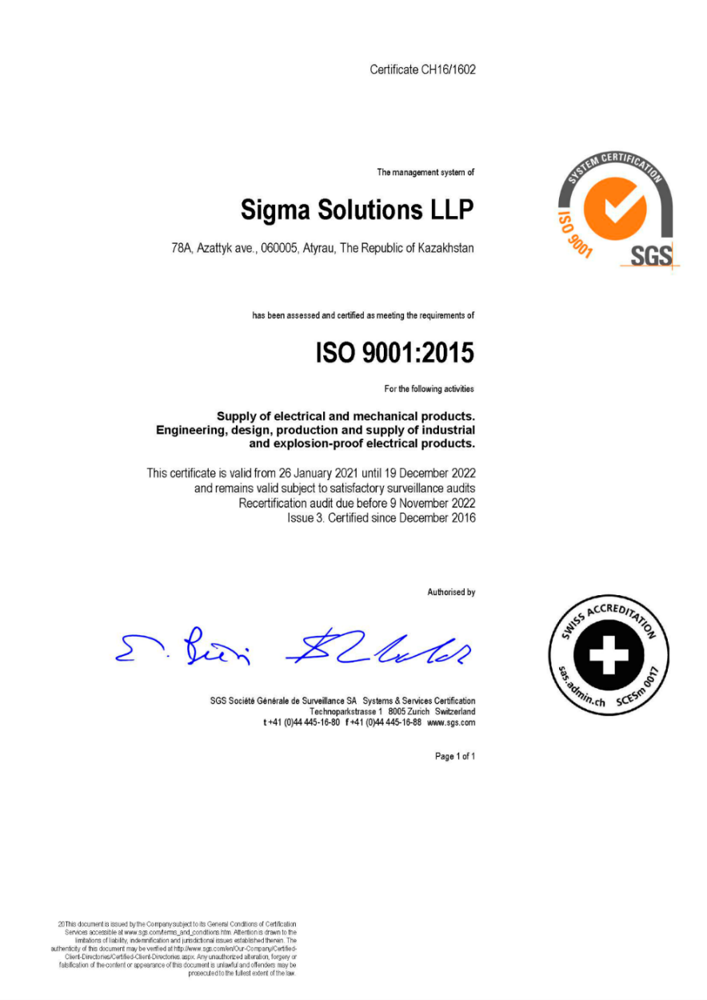 Certificate CH16/1602
The management system of
Sigma Solutions LLP
78A, Azattyk ave., 060005, Atyrau, The Republic of Kazakhstan
SYSTEM CERTIFICATION
ISO 9001
SGS
has been assessed and certified as meeting the requirements of
ISO 9001:2015
For the following activities
Supply of electrical and mechanical products.
Engineering, design, production and supply of industrial
and explosion-proof electrical products.
This certificate is valid from 26 January 2021 until 19 December 2022
and remains valid subject to satisfactory surveillance audits
Recertification audit due before 9 November 2022
Issue 3. Certified since December 2016
Authorised by
SWISS ACCREDITATION
sas.admin.ch SCESm 0017
SGS Société Générale de Surveillance SA Systems & Services Certification
Technoparkstrasse 1 8005 Zurich Switzerland
t +41 (0)44 445-16-80 f +41 (0)44 445-16-88 www.sgs.com
Page 1 of 1
20This document is issued by the Company subject to its General Conditions of Certification
Services accessible at www.sgs.com/terms_and_conditions.htm. Attention is drawn to the
limitations of liability, indemnification and jurisdictional issues established therein. The
authenticity of this document may be verified at http://www.sgs.com/en/Our-Company/Certified-
Client-Directories/Certified-Client-Directories.aspx. Any unauthorized alteration, forgery or
falsification of the content or appearance of this document is unlawful and offenders may be
prosecuted to the fullest extent of the law.